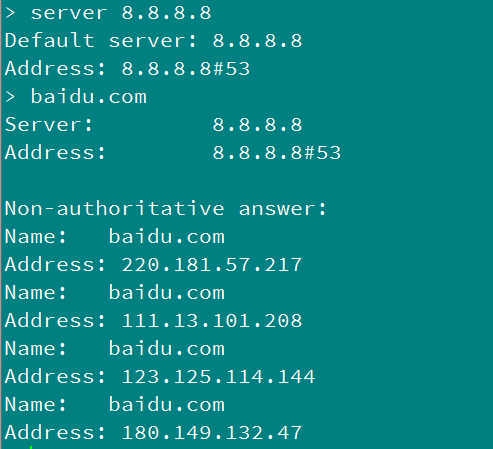 > server 8.8.8.8
Default server: 8.8.8.8
Address: 8.8.8.8#53
> baidu.com
Server:         8.8.8.8
Address:        8.8.8.8#53

Non-authoritative answer:
Name:   baidu.com
Address: 220.181.57.217
Name:   baidu.com
Address: 111.13.101.208
Name:   baidu.com
Address: 123.125.114.144
Name:   baidu.com
Address: 180.149.132.47